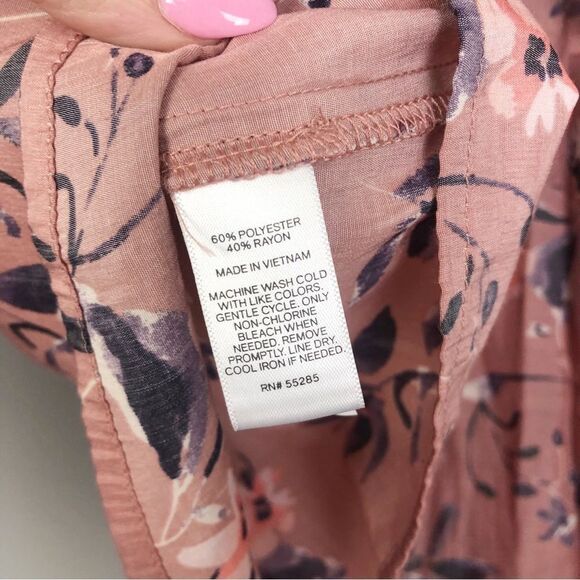 60% POLYESTER
40% RAYON
MADE IN VIETNAM
MACHINE WASH COLD
WITH LIKE COLORS,
GENTLE CYCLE. ONLY
NON-CHLORINE
BLEACH WHEN
NEEDED. REMOVE
PROMPTLY. LINE DRY.
COOL IRON IF NEEDED.
RN# 55285